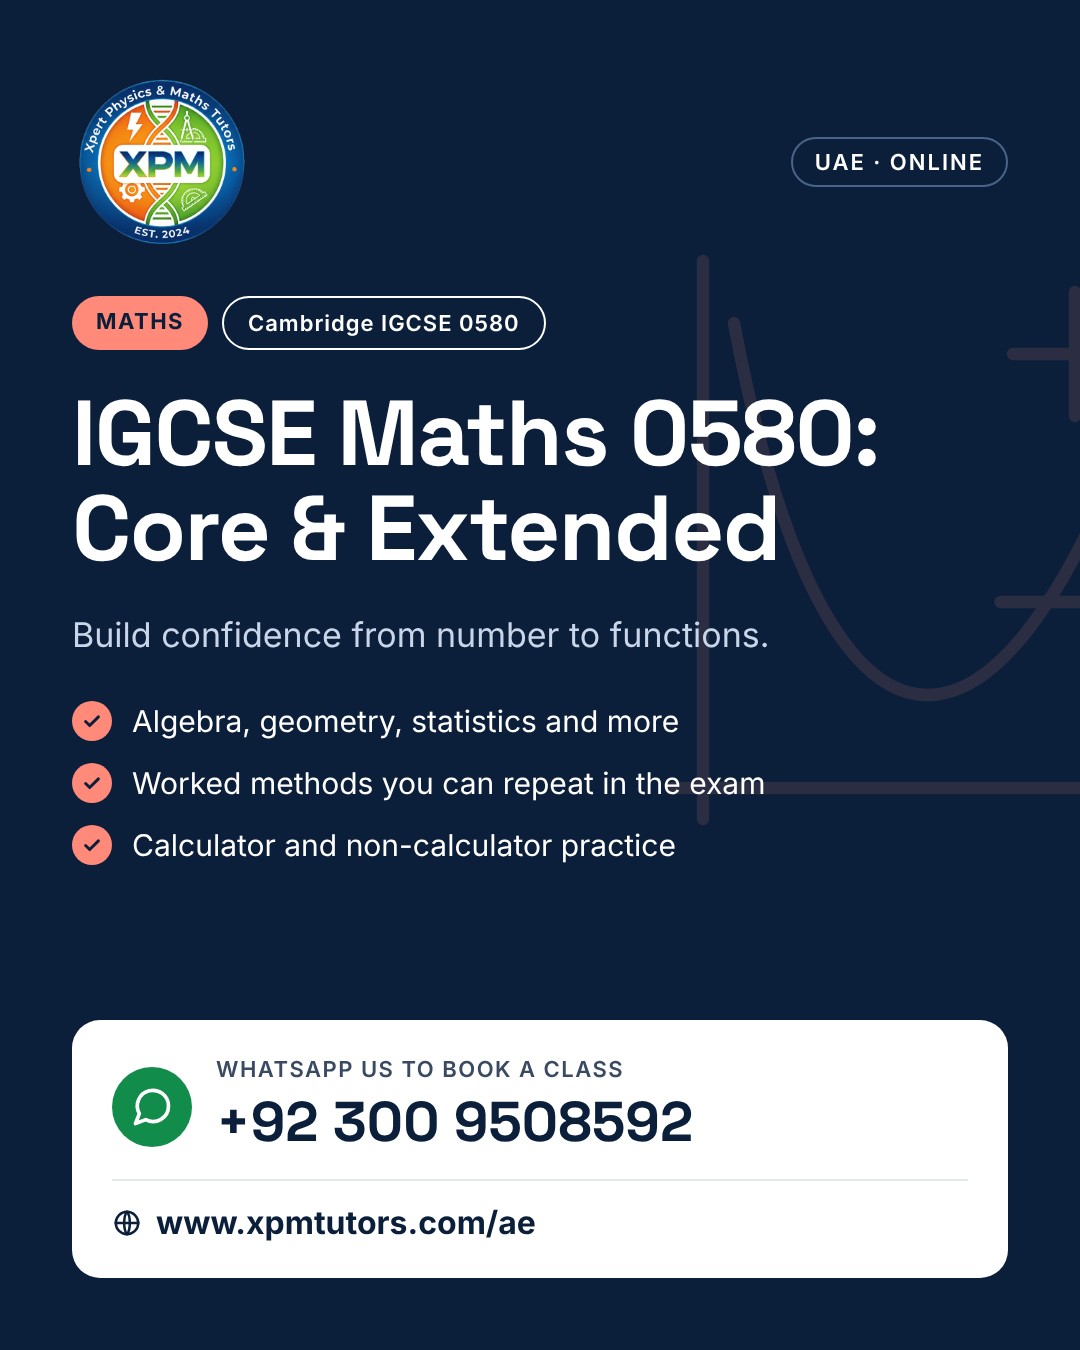 Xpert Physics & Maths Tutors
XPM
EST. 2024
UAE · ONLINE
MATHS
Cambridge IGCSE 0580
IGCSE Maths 0580:
Core & Extended
Build confidence from number to functions.
Algebra, geometry, statistics and more
Worked methods you can repeat in the exam
Calculator and non-calculator practice
WHATSAPP US TO BOOK A CLASS
+92 300 9508592
www.xpmtutors.com/ae